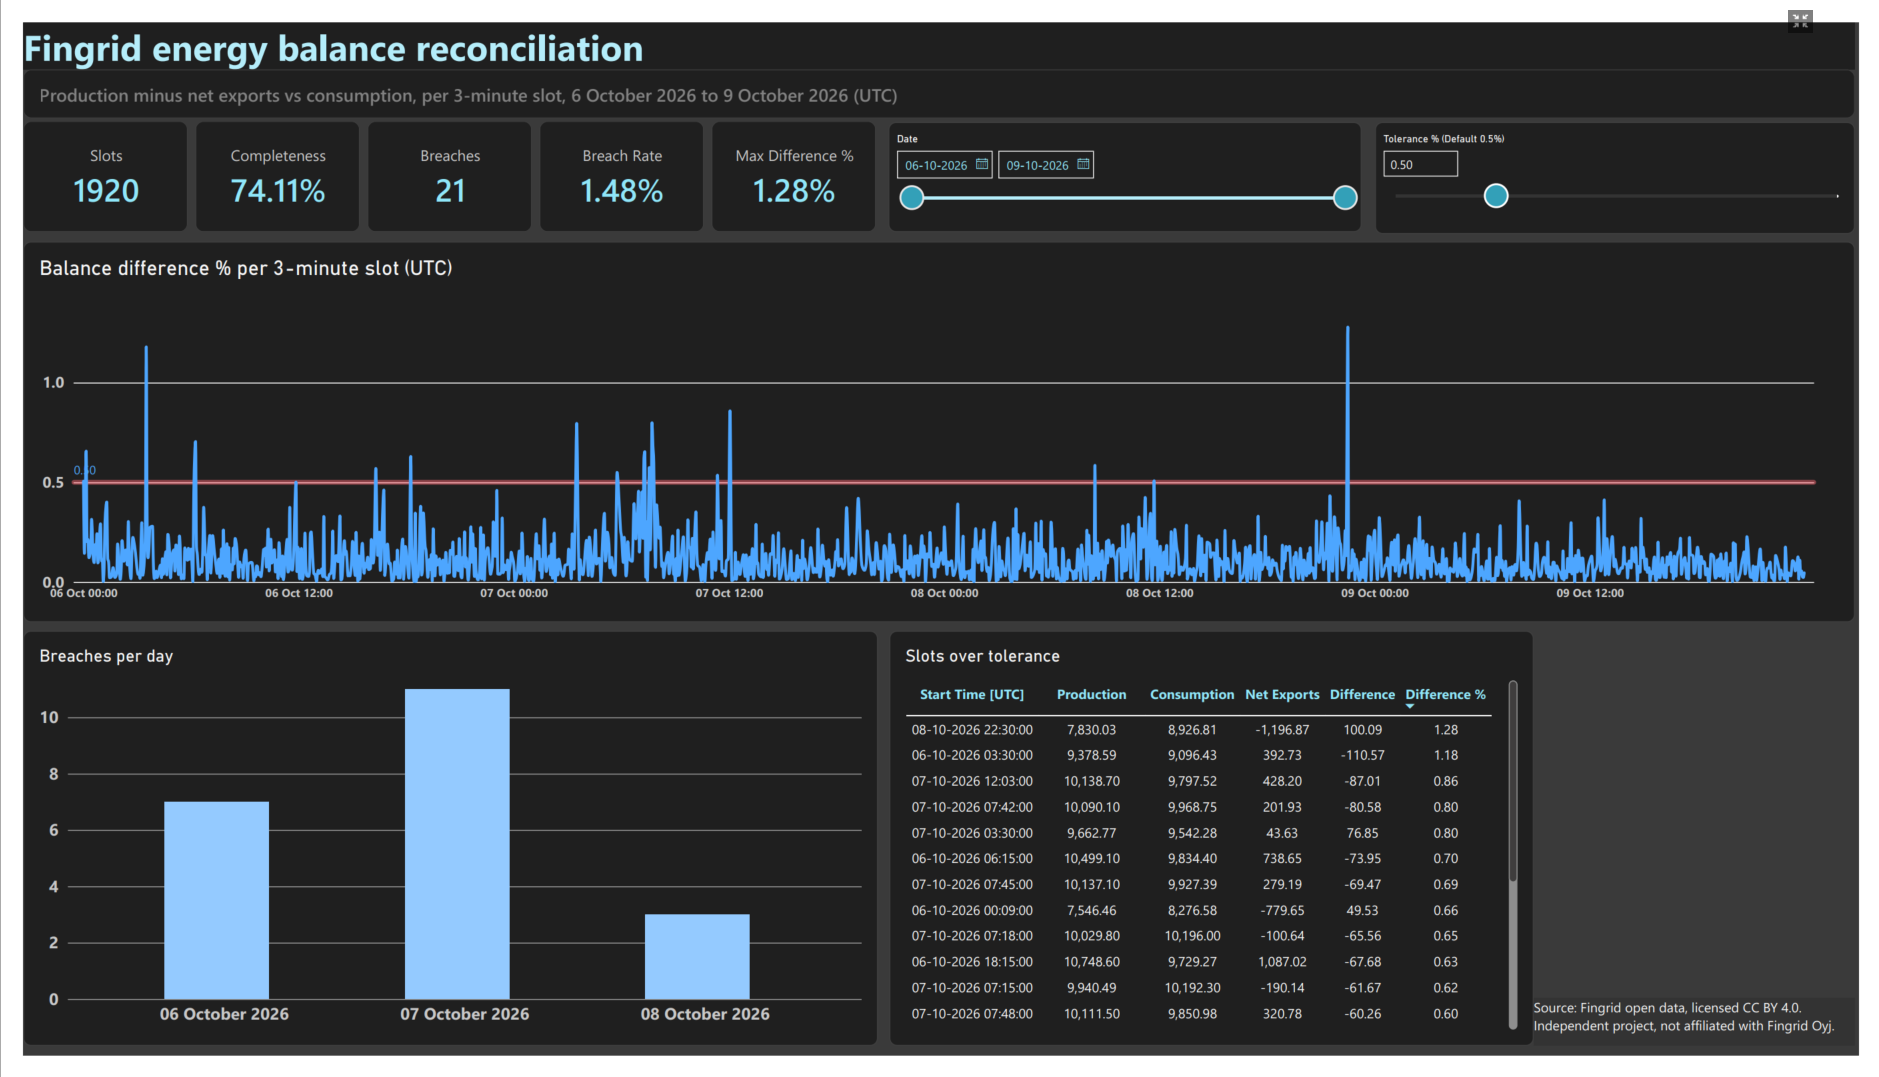 Fingrid energy balance reconciliation
Production minus net exports vs consumption, per 3-minute slot, 6 October 2026 to 9 October 2026 (UTC)
Slots
1920
Completeness
74.11%
Breaches
21
Breach Rate
1.48%
Max Difference %
1.28%
Date
06-10-2026
09-10-2026
Tolerance % (Default 0.5%)
0.50
Balance difference % per 3-minute slot (UTC)
1.0
0.50
0.5
0.0
06 Oct 00:00 06 Oct 12:00 07 Oct 00:00 07 Oct 12:00 08 Oct 00:00 08 Oct 12:00 09 Oct 00:00 09 Oct 12:00
Breaches per day
10
8
6
4
2
0
06 October 2026 07 October 2026 08 October 2026
Slots over tolerance
Start Time [UTC] Production Consumption Net Exports Difference Difference %
08-10-2026 22:30:00 7,830.03 8,926.81 -1,196.87 100.09 1.28
06-10-2026 03:30:00 9,378.59 9,096.43 392.73 -110.57 1.18
07-10-2026 12:03:00 10,138.70 9,797.52 428.20 -87.01 0.86
07-10-2026 07:42:00 10,090.10 9,968.75 201.93 -80.58 0.80
07-10-2026 03:30:00 9,662.77 9,542.28 43.63 76.85 0.80
06-10-2026 06:15:00 10,499.10 9,834.40 738.65 -73.95 0.70
07-10-2026 07:45:00 10,137.10 9,927.39 279.19 -69.47 0.69
06-10-2026 00:09:00 7,546.46 8,276.58 -779.65 49.53 0.66
07-10-2026 07:18:00 10,029.80 10,196.00 -100.64 -65.56 0.65
06-10-2026 18:15:00 10,748.60 9,729.27 1,087.02 -67.68 0.63
07-10-2026 07:15:00 9,940.49 10,192.30 -190.14 -61.67 0.62
07-10-2026 07:48:00 10,111.50 9,850.98 320.78 -60.26 0.60
Source: Fingrid open data, licensed CC BY 4.0.
Independent project, not affiliated with Fingrid Oyj.